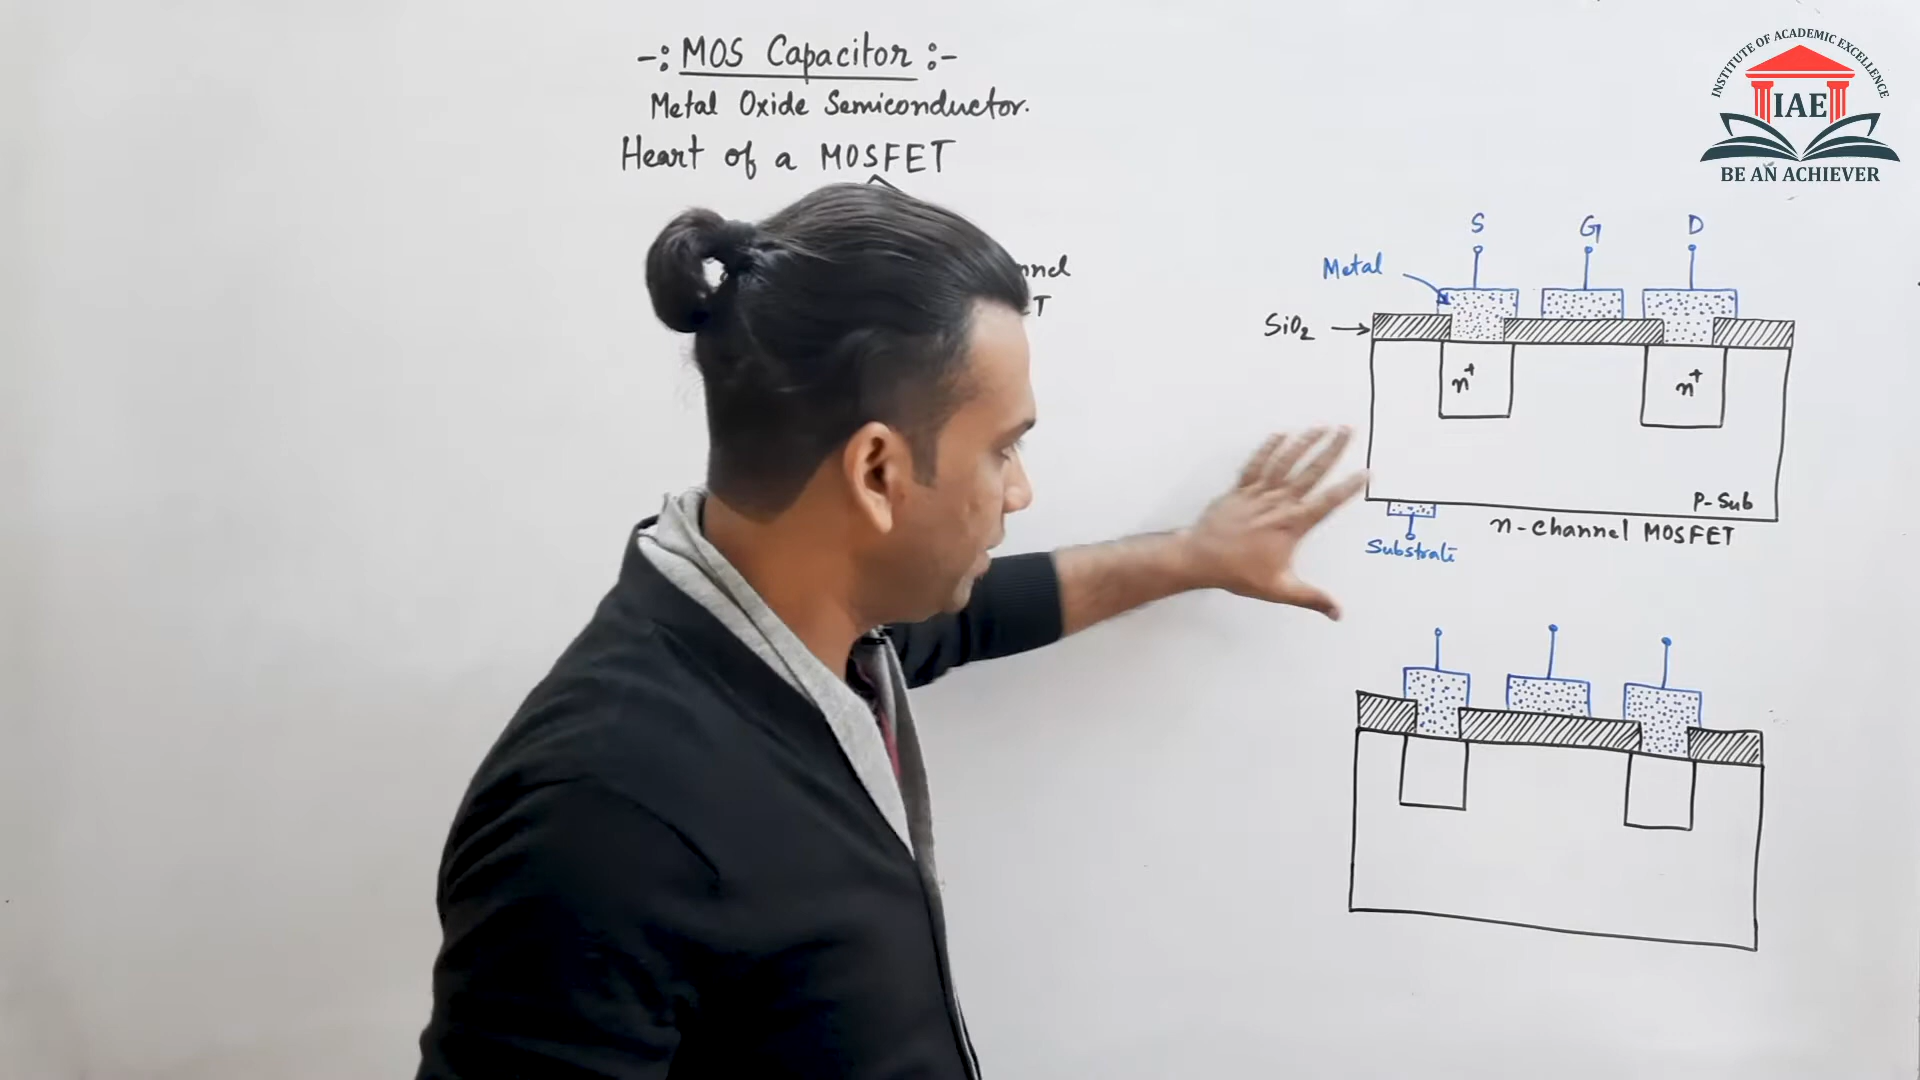 -: MOS Capacitor :-
Metal Oxide Semiconductor.
Heart of a MOSFET
INSTITUTE OF ACADEMIC EXCELLENCE
IAE
BE AN ACHIEVER
S G D
Metal
SiO2
n+ n+
P-Sub
n-Channel MOSFET
Substrate